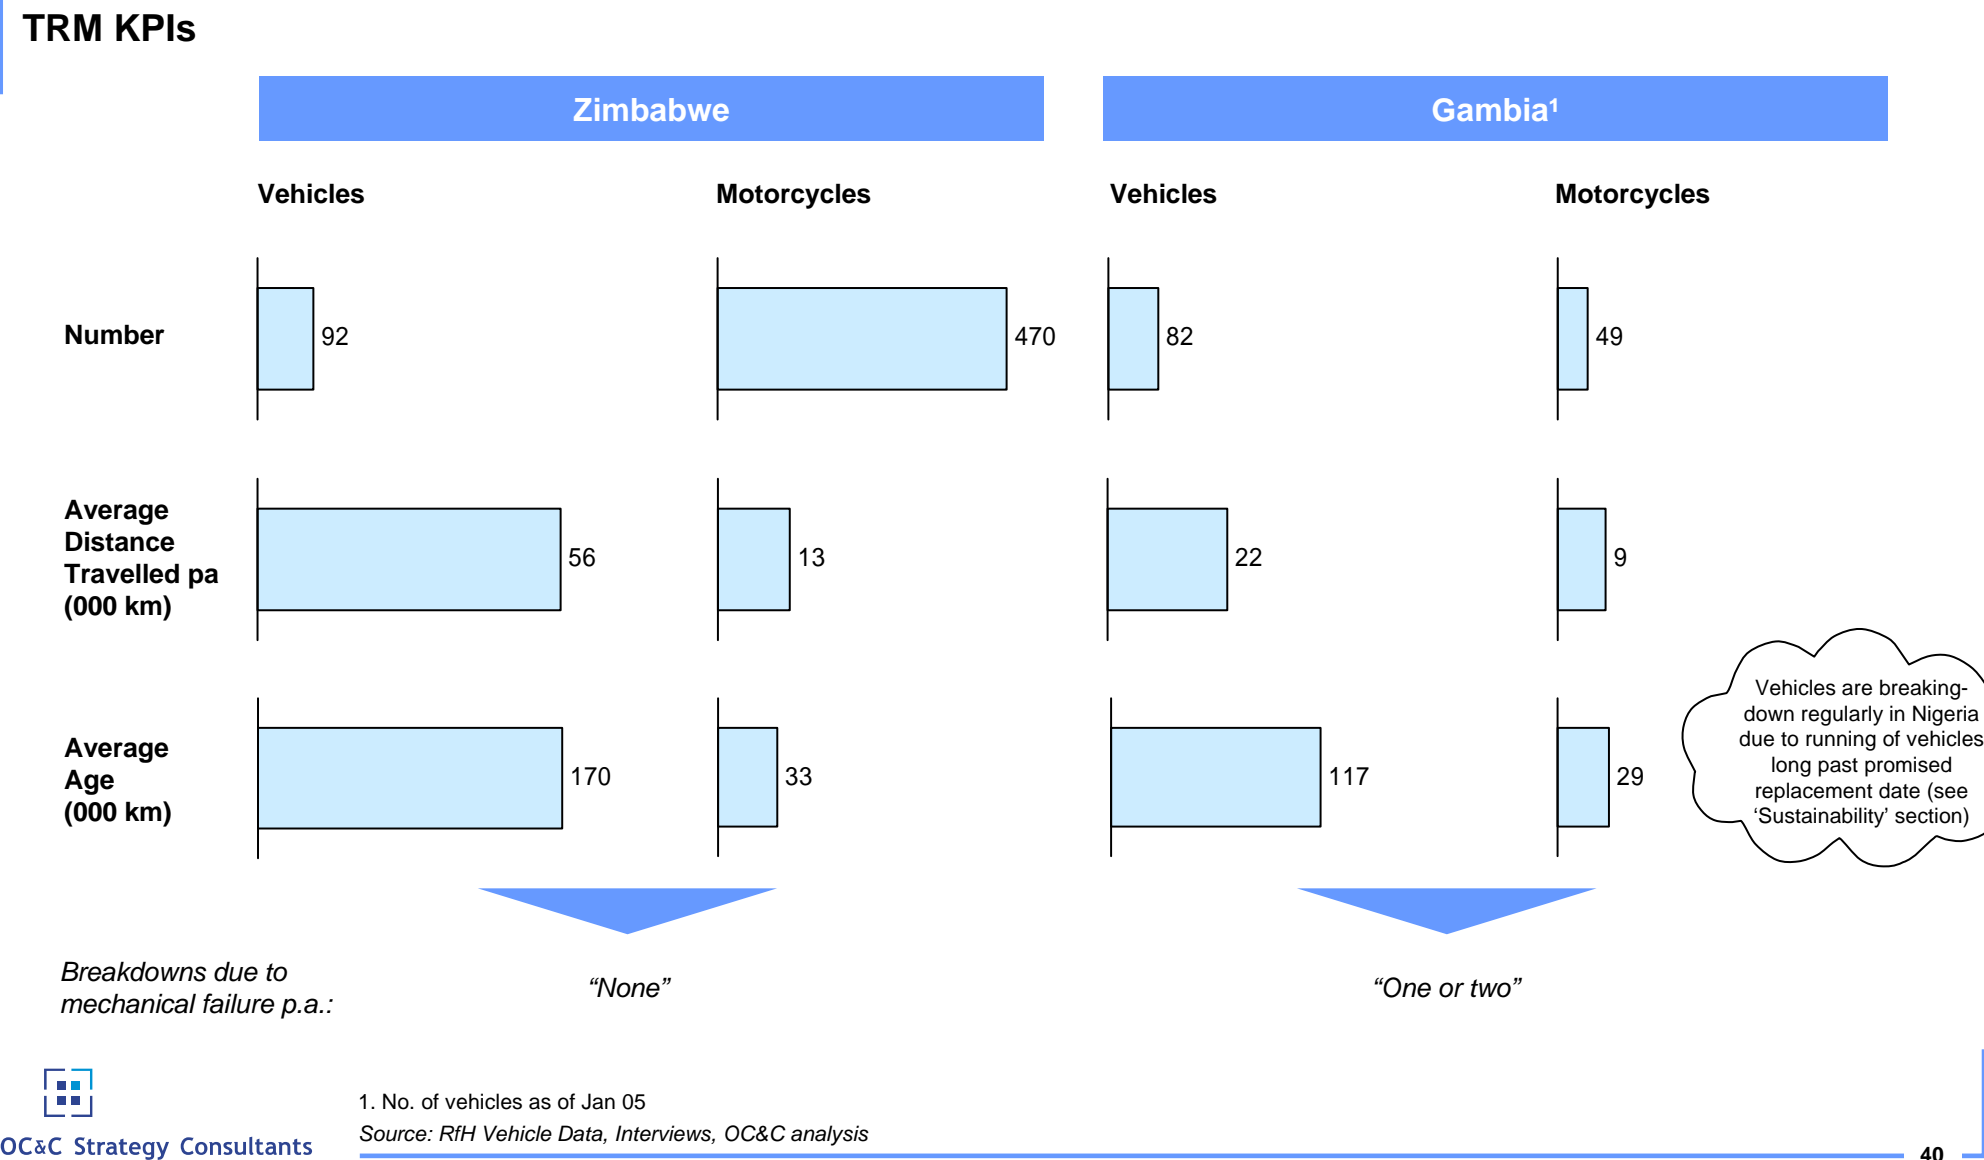 TRM KPIs
Zimbabwe
Gambia¹
Vehicles
Motorcycles
Vehicles
Motorcycles
Number
92
470
82
49
Average
Distance
Travelled pa
(000 km)
56
13
22
9
Average
Age
(000 km)
170
33
117
29
Vehicles are breaking-
down regularly in Nigeria
due to running of vehicles
long past promised
replacement date (see
‘Sustainability’ section)
Breakdowns due to
mechanical failure p.a.:
“None”
“One or two”
OC&C Strategy Consultants
1. No. of vehicles as of Jan 05
Source: RfH Vehicle Data, Interviews, OC&C analysis
40